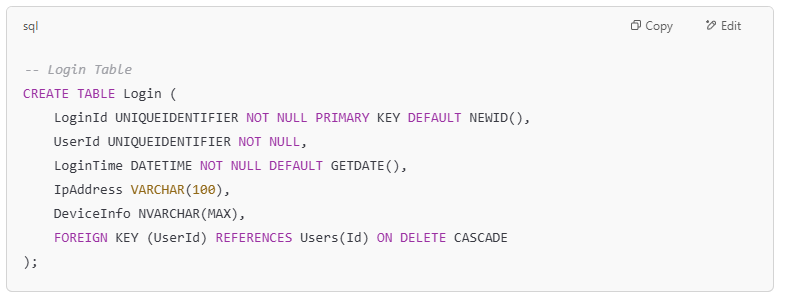 sql
Copy
Edit
-- Login Table
CREATE TABLE Login (
LoginId UNIQUEIDENTIFIER NOT NULL PRIMARY KEY DEFAULT NEWID(),
UserId UNIQUEIDENTIFIER NOT NULL,
LoginTime DATETIME NOT NULL DEFAULT GETDATE(),
IpAddress VARCHAR(100),
DeviceInfo NVARCHAR(MAX),
FOREIGN KEY (UserId) REFERENCES Users(Id) ON DELETE CASCADE
);